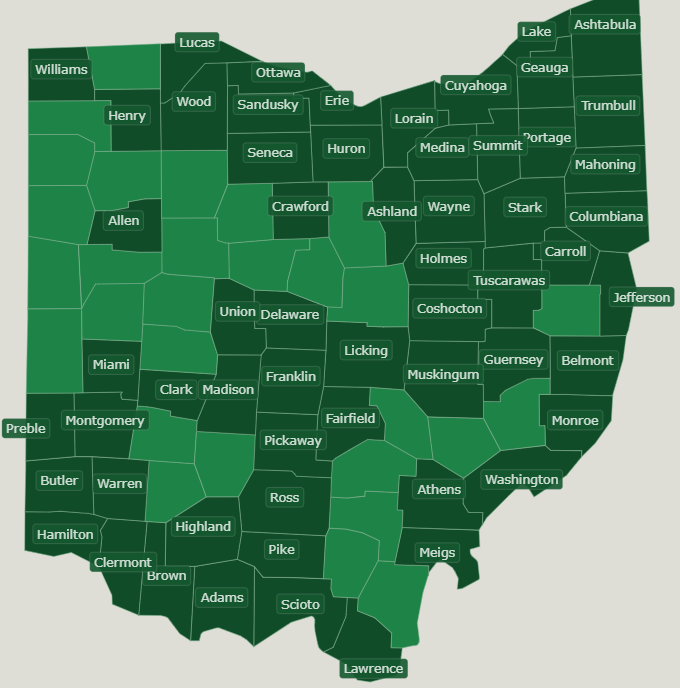 Ashtabula
Lake
Lucas
Geauga
Williams
Ottawa
Cuyahoga
Erie
Wood
Sandusky
Trumbull
Henry
Lorain
Portage
Medina
Summit
Huron
Seneca
Mahoning
Crawford
Wayne
Stark
Ashland
Columbiana
Allen
Carroll
Holmes
Tuscarawas
Jefferson
Coshocton
Union
Delaware
Licking
Guernsey
Belmont
Miami
Muskingum
Franklin
Clark
Madison
Fairfield
Montgomery
Monroe
Preble
Pickaway
Butler
Washington
Warren
Athens
Ross
Highland
Hamilton
Pike
Meigs
Clermont
Brown
Adams
Scioto
Lawrence